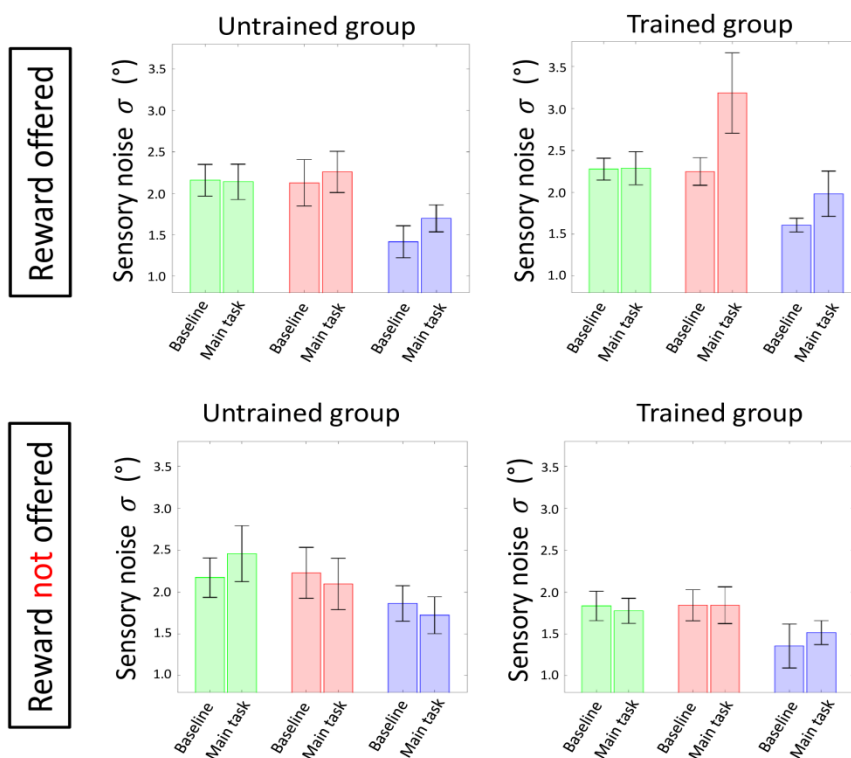 Reward offered
Untrained group
Sensory noise σ (°)
3.5
3.0
2.5
2.0
1.5
1.0
Baseline
Main task
Baseline
Main task
Baseline
Main task
Trained group
Sensory noise σ (°)
3.5
3.0
2.5
2.0
1.5
1.0
Baseline
Main task
Baseline
Main task
Baseline
Main task
Reward not offered
Untrained group
Sensory noise σ (°)
3.5
3.0
2.5
2.0
1.5
1.0
Baseline
Main task
Baseline
Main task
Baseline
Main task
Trained group
Sensory noise σ (°)
3.5
3.0
2.5
2.0
1.5
1.0
Baseline
Main task
Baseline
Main task
Baseline
Main task